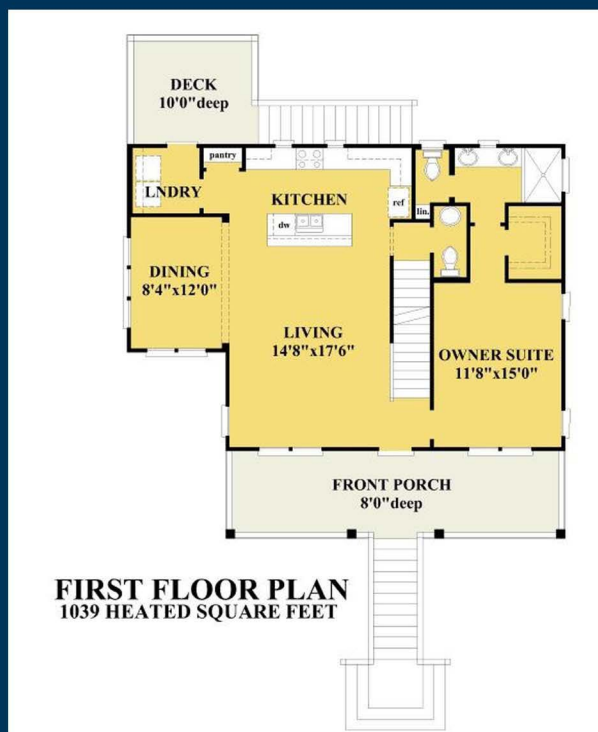 DECK
10'0"deep
pantry
LNDRY
KITCHEN
ref
lin.
dw
DINING
8'4"x12'0"
LIVING
14'8"x17'6"
OWNER SUITE
11'8"x15'0"
FRONT PORCH
8'0"deep
FIRST FLOOR PLAN
1039 HEATED SQUARE FEET